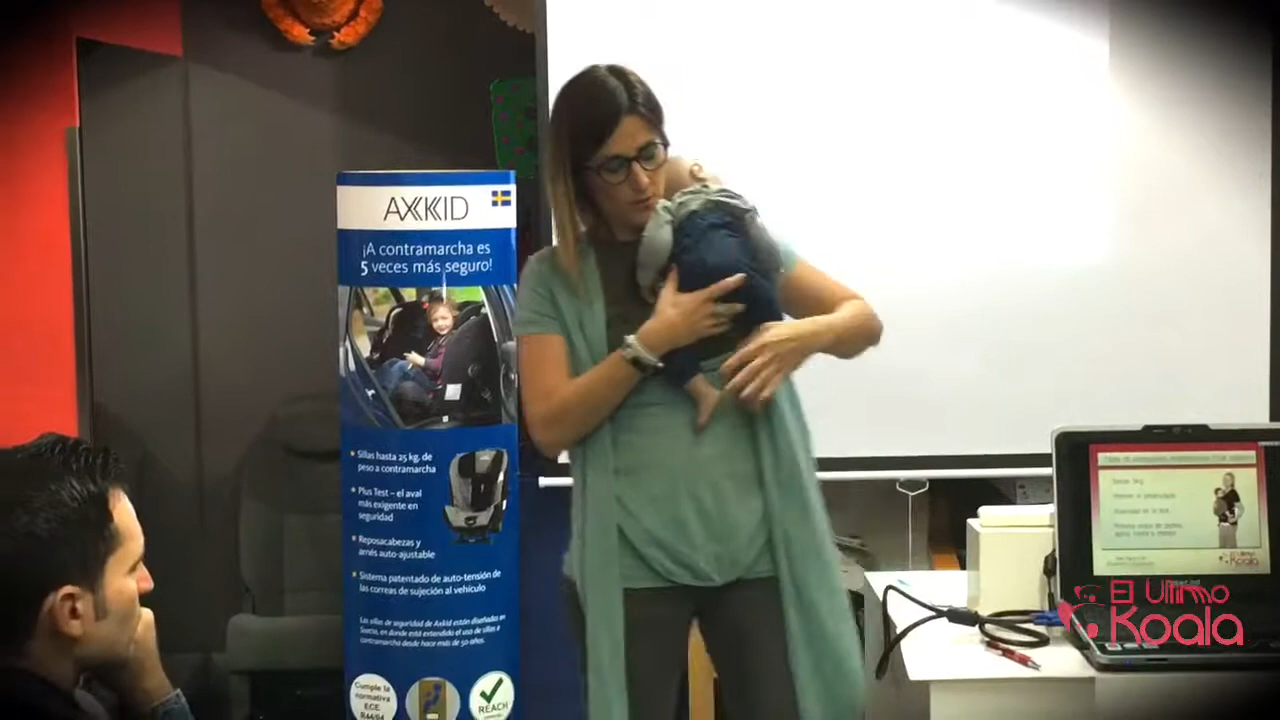 AXKID
¡A contramarcha es
5 veces más seguro!
Sillas hasta 25 kg. de
peso a contramarcha
Plus Test – el aval
más exigente en
seguridad
Reposacabezas y
arnés auto-ajustable
Sistema patentado de auto-tensión de
las correas de sujeción al vehículo
Las sillas de seguridad de Axkid están diseñadas en
Suecia, en donde está extendido el uso de sillas a
contramarcha desde hace más de 50 años.
Cumple la
normativa
ECE
R44/04
REACH
El Último
Koala
El Último
Koala